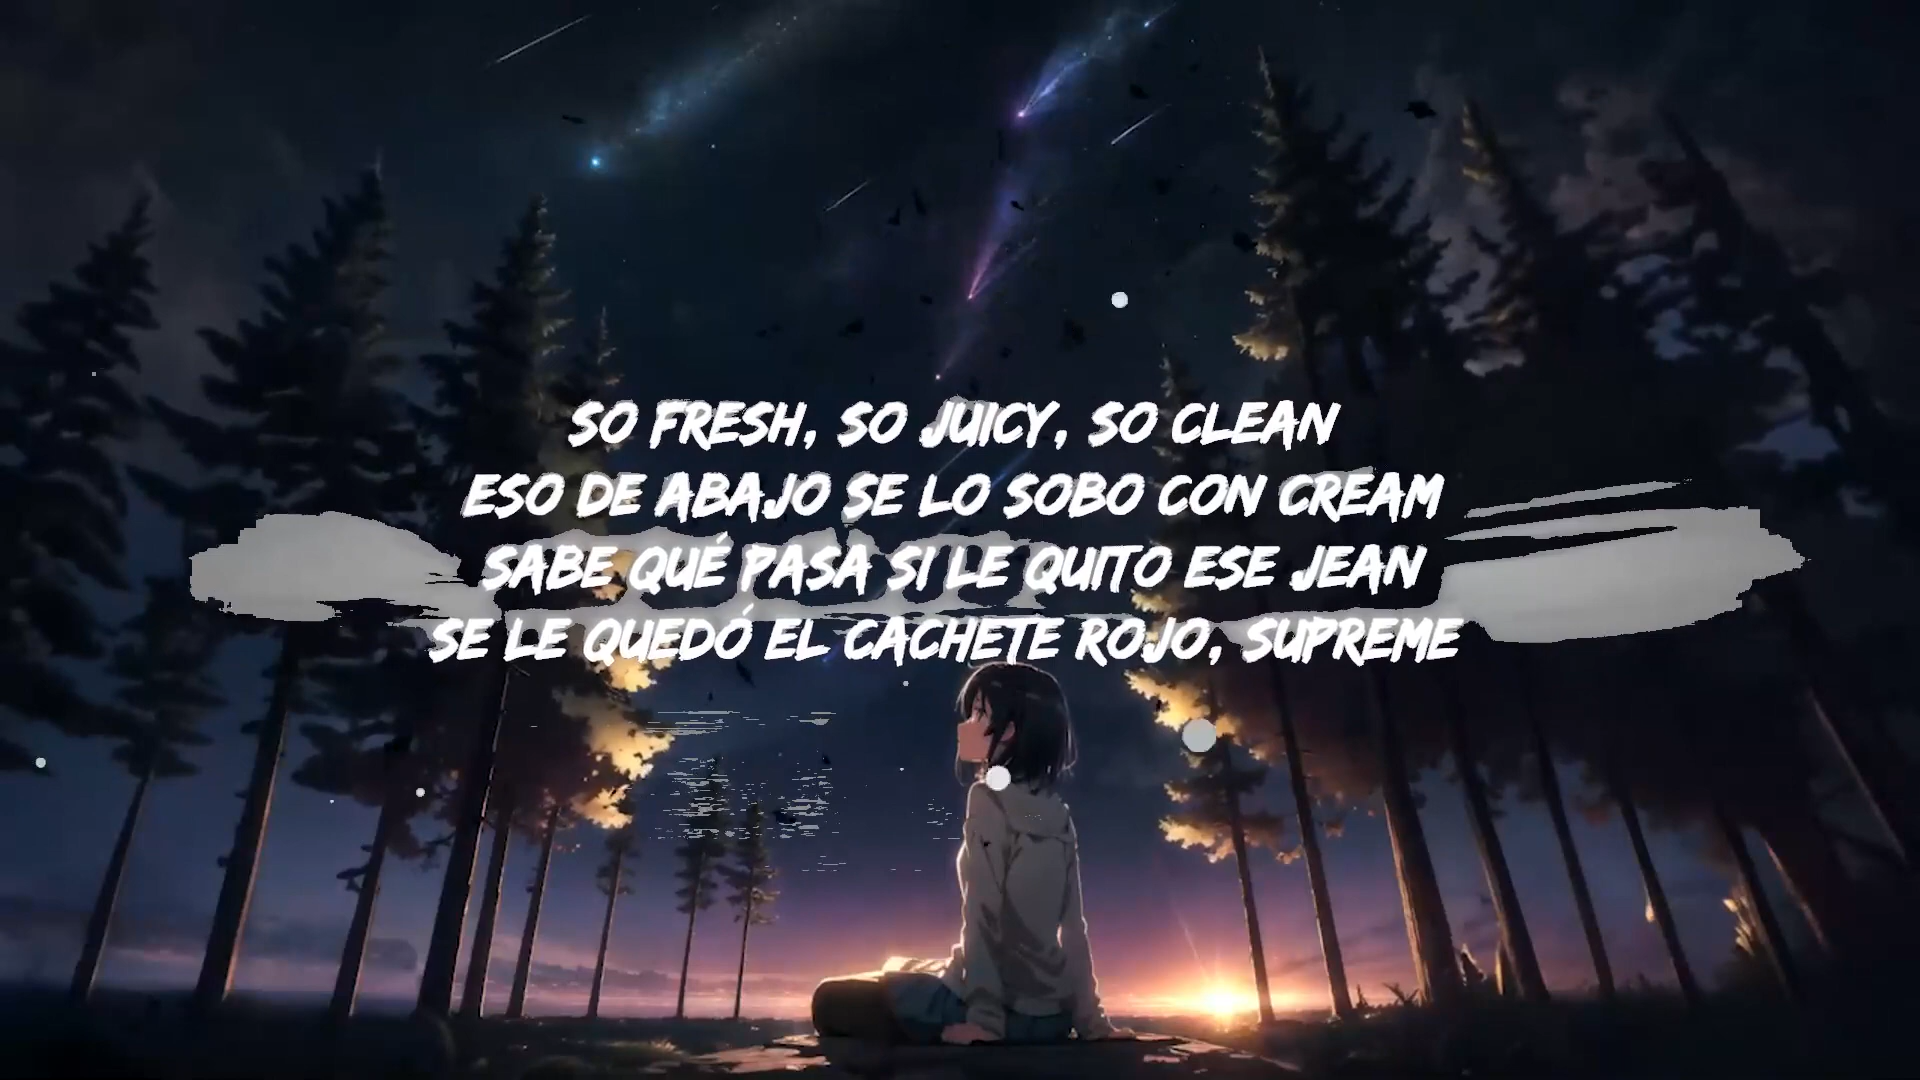 SO FRESH, SO JUICY, SO CLEAN
ESO DE ABAJO SE LO SOBO CON CREAM
SABE QUÉ PASA SI LE QUITO ESE JEAN
SE LE QUEDÓ EL CACHETE ROJO, SUPREME